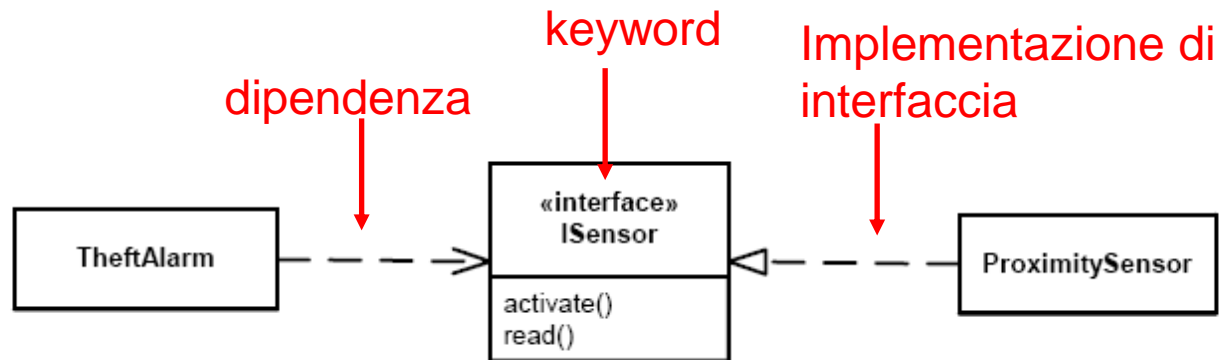 keyword
Implementazione di
interfaccia
dipendenza
«interface»
ISensor
TheftAlarm
ProximitySensor
activate()
read()